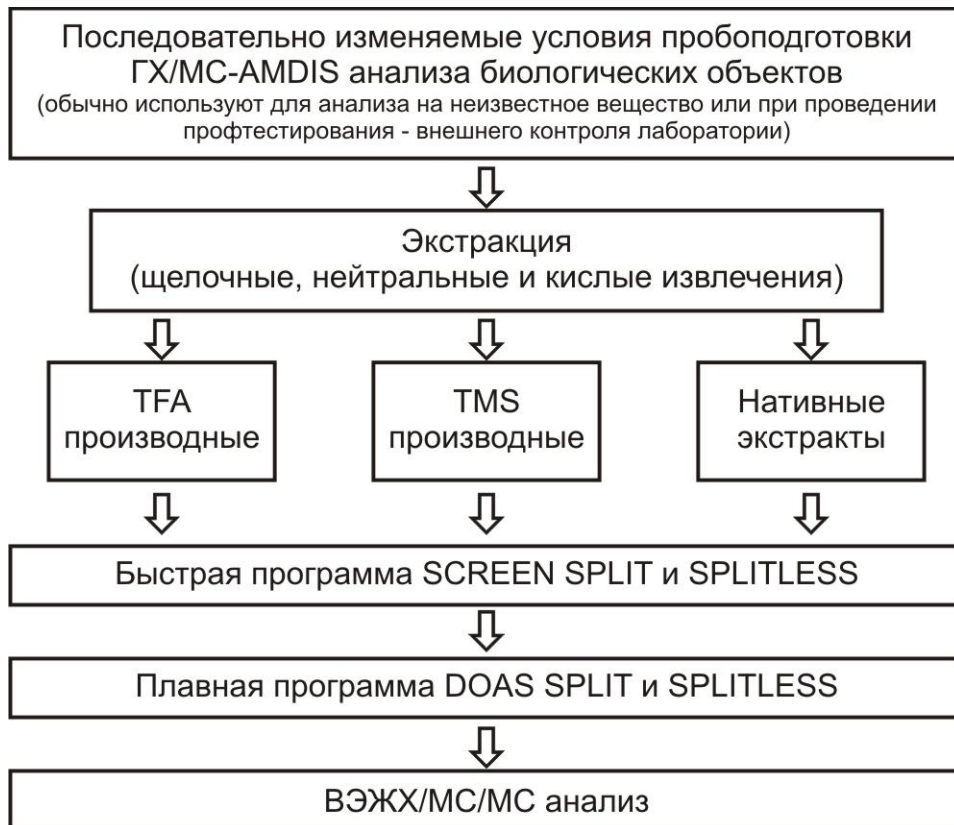 Последовательно изменяемые условия пробоподготовки
ГХ/МС-AMDIS анализа биологических объектов
(обычно используют для анализа на неизвестное вещество или при проведении
профтестирования - внешнего контроля лаборатории)
Экстракция
(щелочные, нейтральные и кислые извлечения)
TFA
производные
TMS
производные
Нативные
экстракты
Быстрая программа SCREEN SPLIT и SPLITLESS
Плавная программа DOAS SPLIT и SPLITLESS
ВЭЖХ/МС/МС анализ